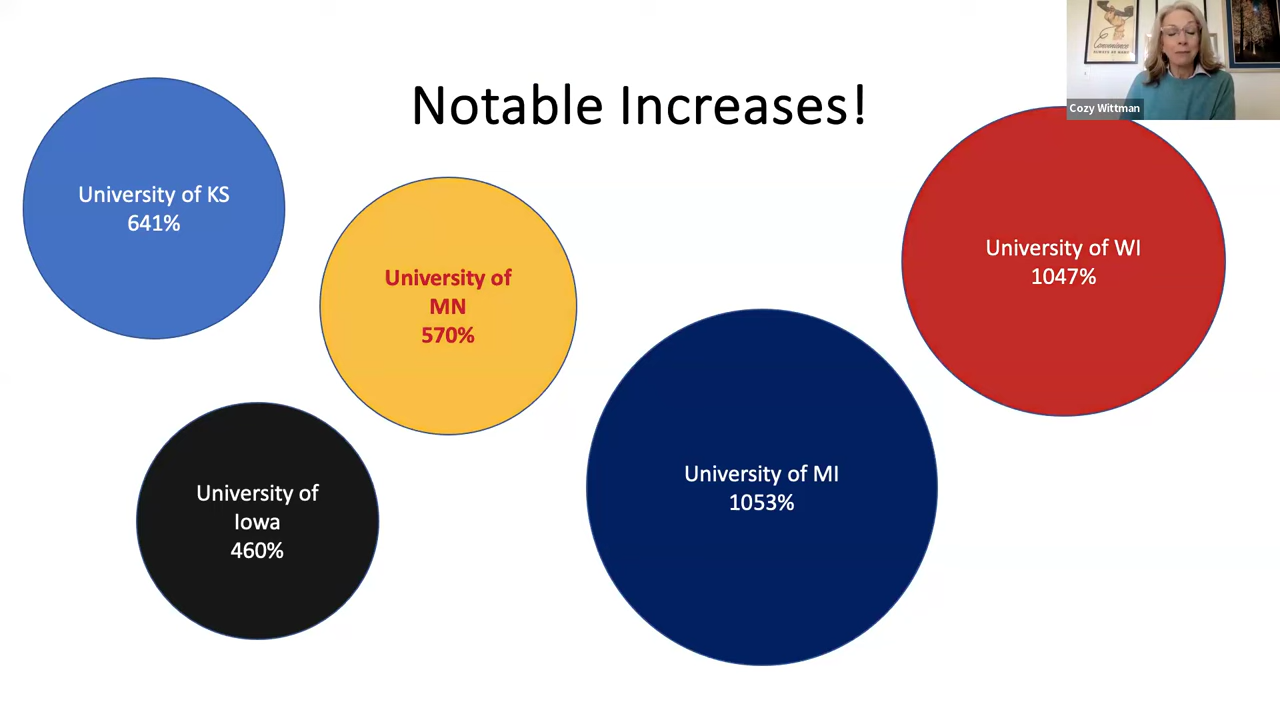 Notable Increases!
Cozy Wittman
University of KS
641%
University of
MN
570%
University of WI
1047%
University of
Iowa
460%
University of MI
1053%